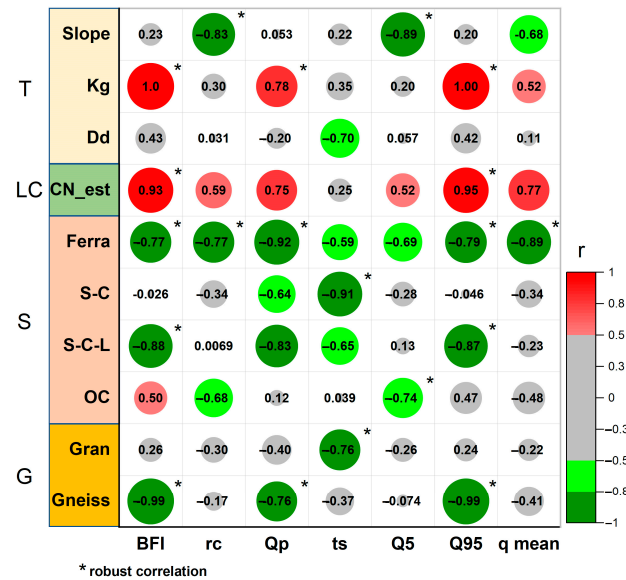 Slope 0.23 −0.83 * 0.053 0.22 −0.89 * 0.20 -0.68
T Kg 1.0 * 0.30 0.78 * 0.35 0.20 1.00 * 0.52
Dd 0.43 0.031 −0.20 −0.70 0.057 0.42 0.11
LC CN_est 0.93 * 0.59 0.75 0.25 0.52 0.95 * 0.77
Ferra −0.77 * −0.77 * −0.92 * −0.59 −0.69 −0.79 * −0.89 *
r
S S-C -0.026 −0.34 −0.64 −0.91 * −0.28 −0.046 −0.34
S-C-L −0.88 * 0.0069 −0.83 −0.65 0.13 −0.87 * −0.23
OC 0.50 −0.68 0.12 0.039 −0.74 * 0.47 −0.48
Gran 0.26 −0.30 −0.40 −0.76 * −0.26 0.24 −0.22
G Gneiss −0.99 * −0.17 −0.76 * −0.37 −0.074 −0.99 * −0.41
BFI rc Qp ts Q5 Q95 q mean
* robust correlation
1
0.8
0.5
0.3
0
−0.3
−0.5
−0.8
−1